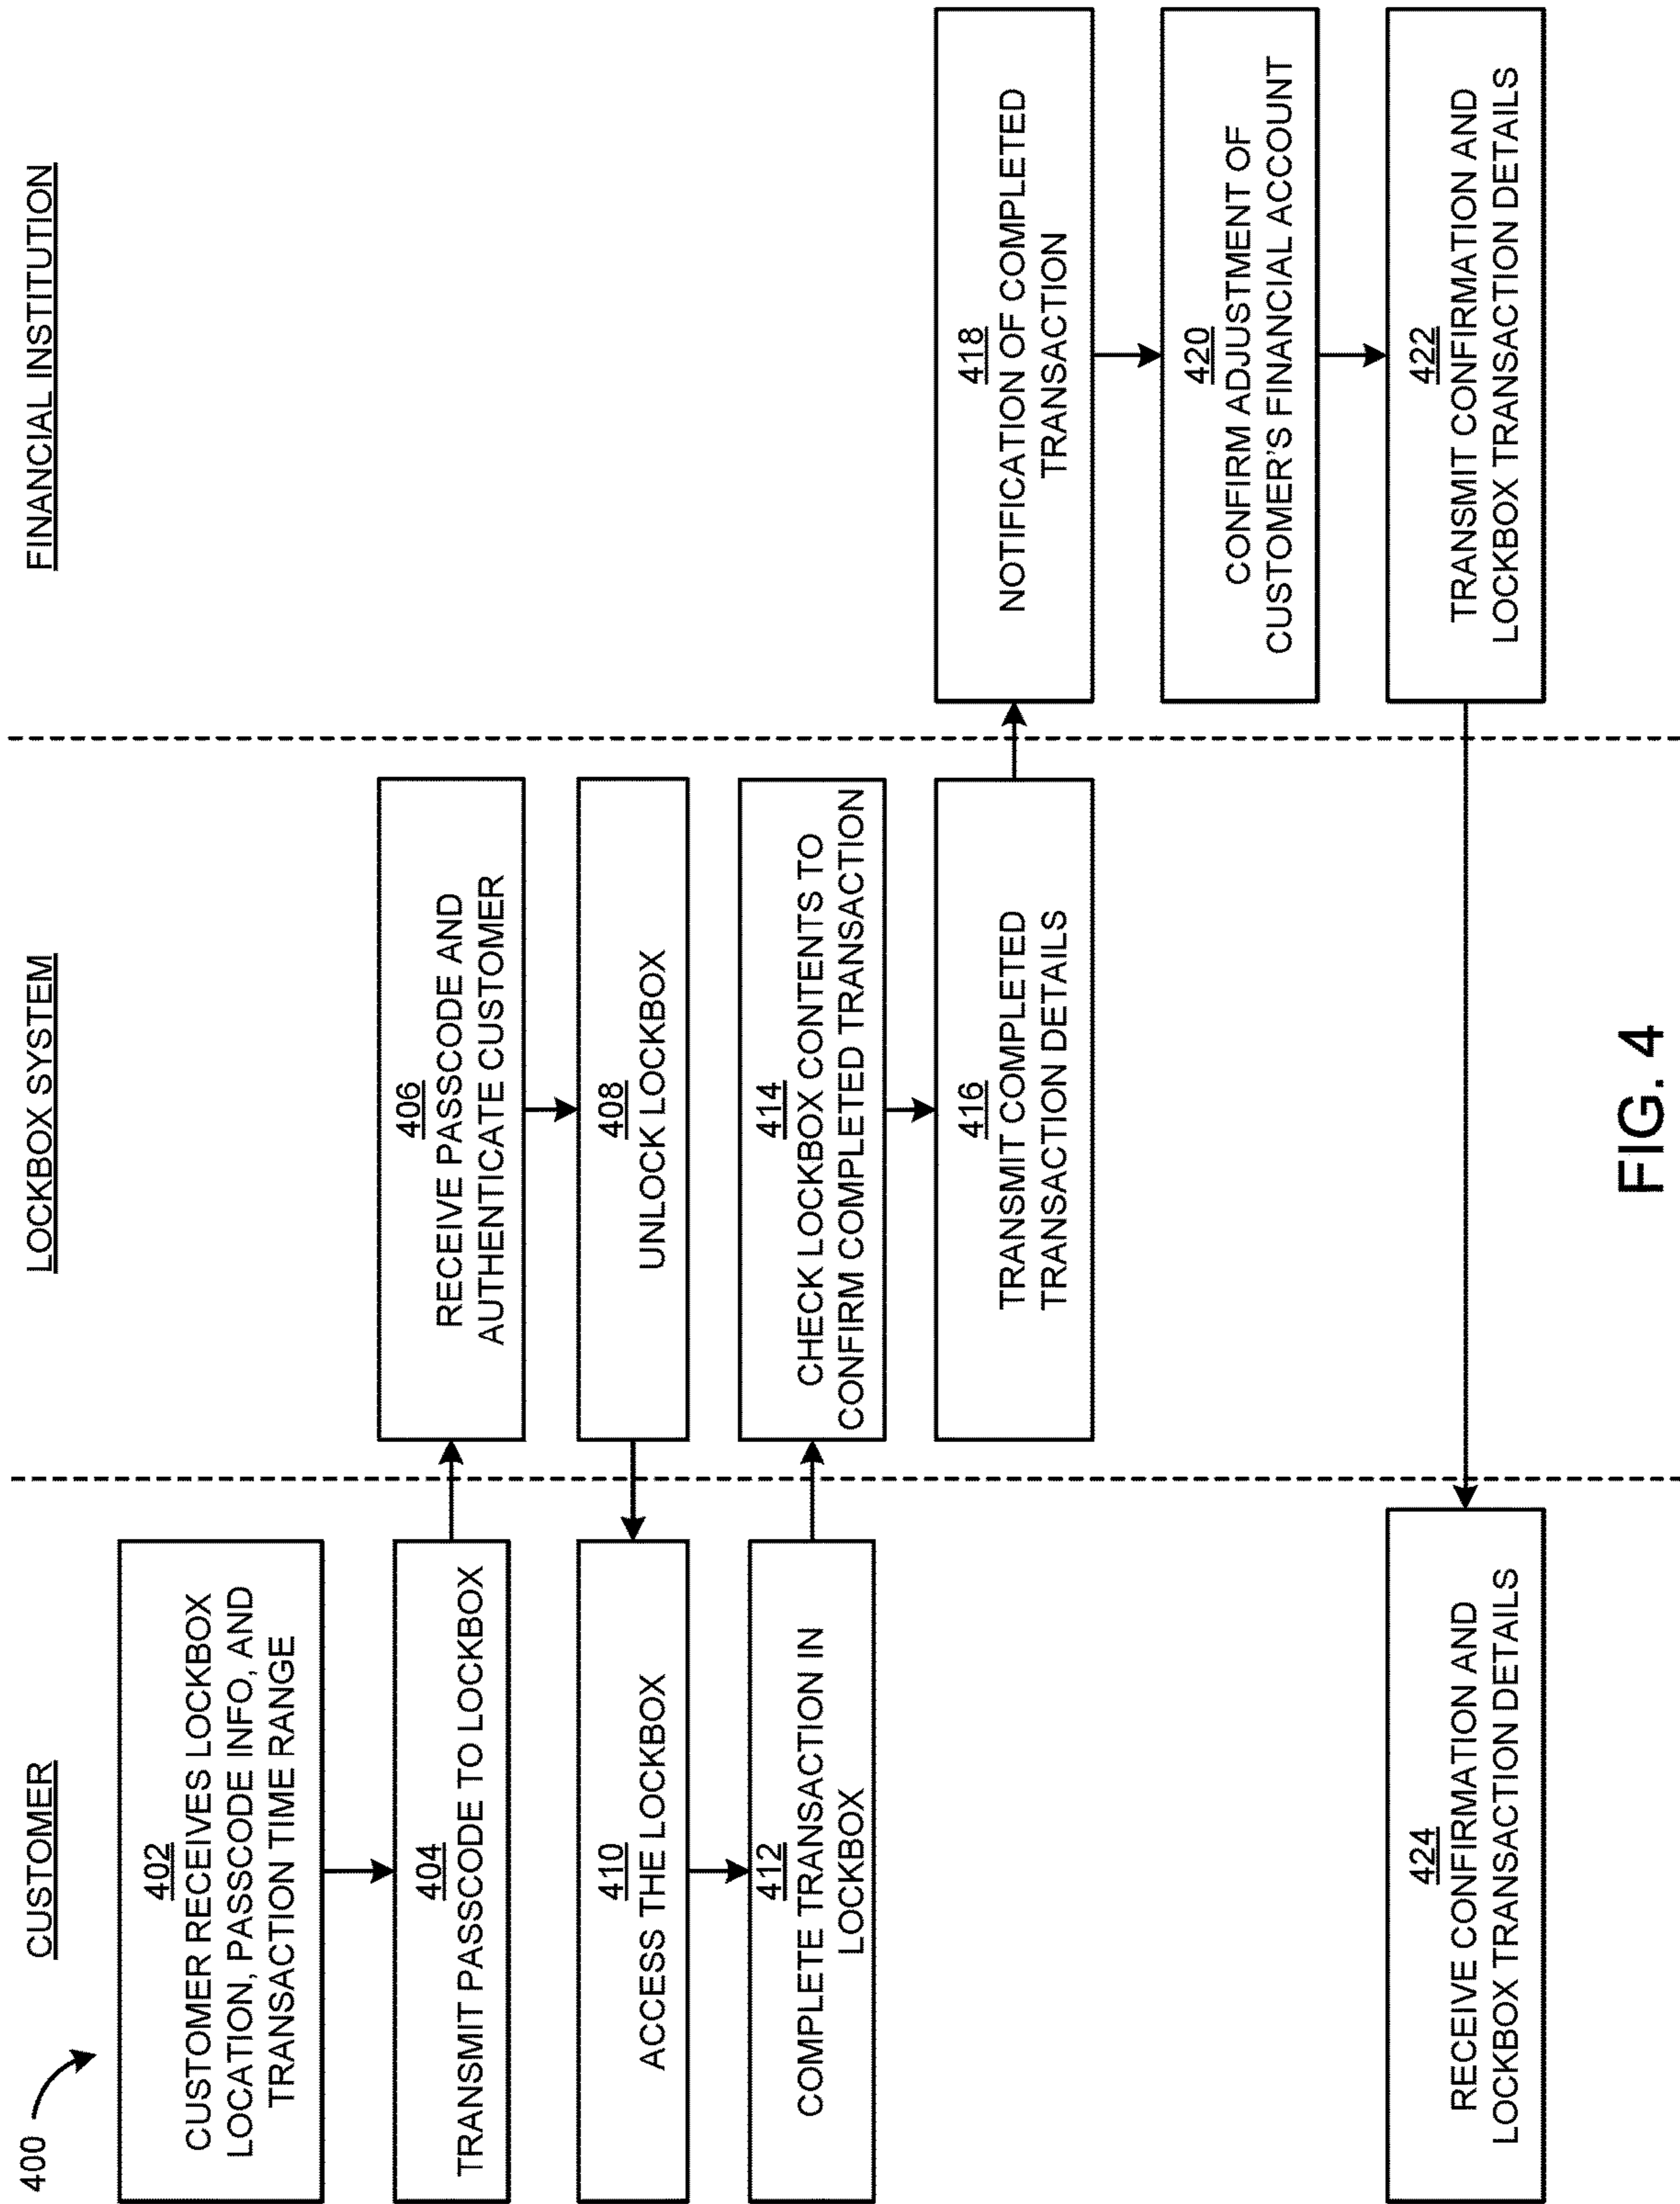 400
CUSTOMER
LOCKBOX SYSTEM
FINANCIAL INSTITUTION
402
CUSTOMER RECEIVES LOCKBOX
LOCATION, PASSCODE INFO, AND
TRANSACTION TIME RANGE
404
TRANSMIT PASSCODE TO LOCKBOX
406
RECEIVE PASSCODE AND
AUTHENTICATE CUSTOMER
408
UNLOCK LOCKBOX
410
ACCESS THE LOCKBOX
412
COMPLETE TRANSACTION IN
LOCKBOX
414
CHECK LOCKBOX CONTENTS TO
CONFIRM COMPLETED TRANSACTION
416
TRANSMIT COMPLETED
TRANSACTION DETAILS
418
NOTIFICATION OF COMPLETED
TRANSACTION
420
CONFIRM ADJUSTMENT OF
CUSTOMER'S FINANCIAL ACCOUNT
422
TRANSMIT CONFIRMATION AND
LOCKBOX TRANSACTION DETAILS
424
RECEIVE CONFIRMATION AND
LOCKBOX TRANSACTION DETAILS
FIG. 4